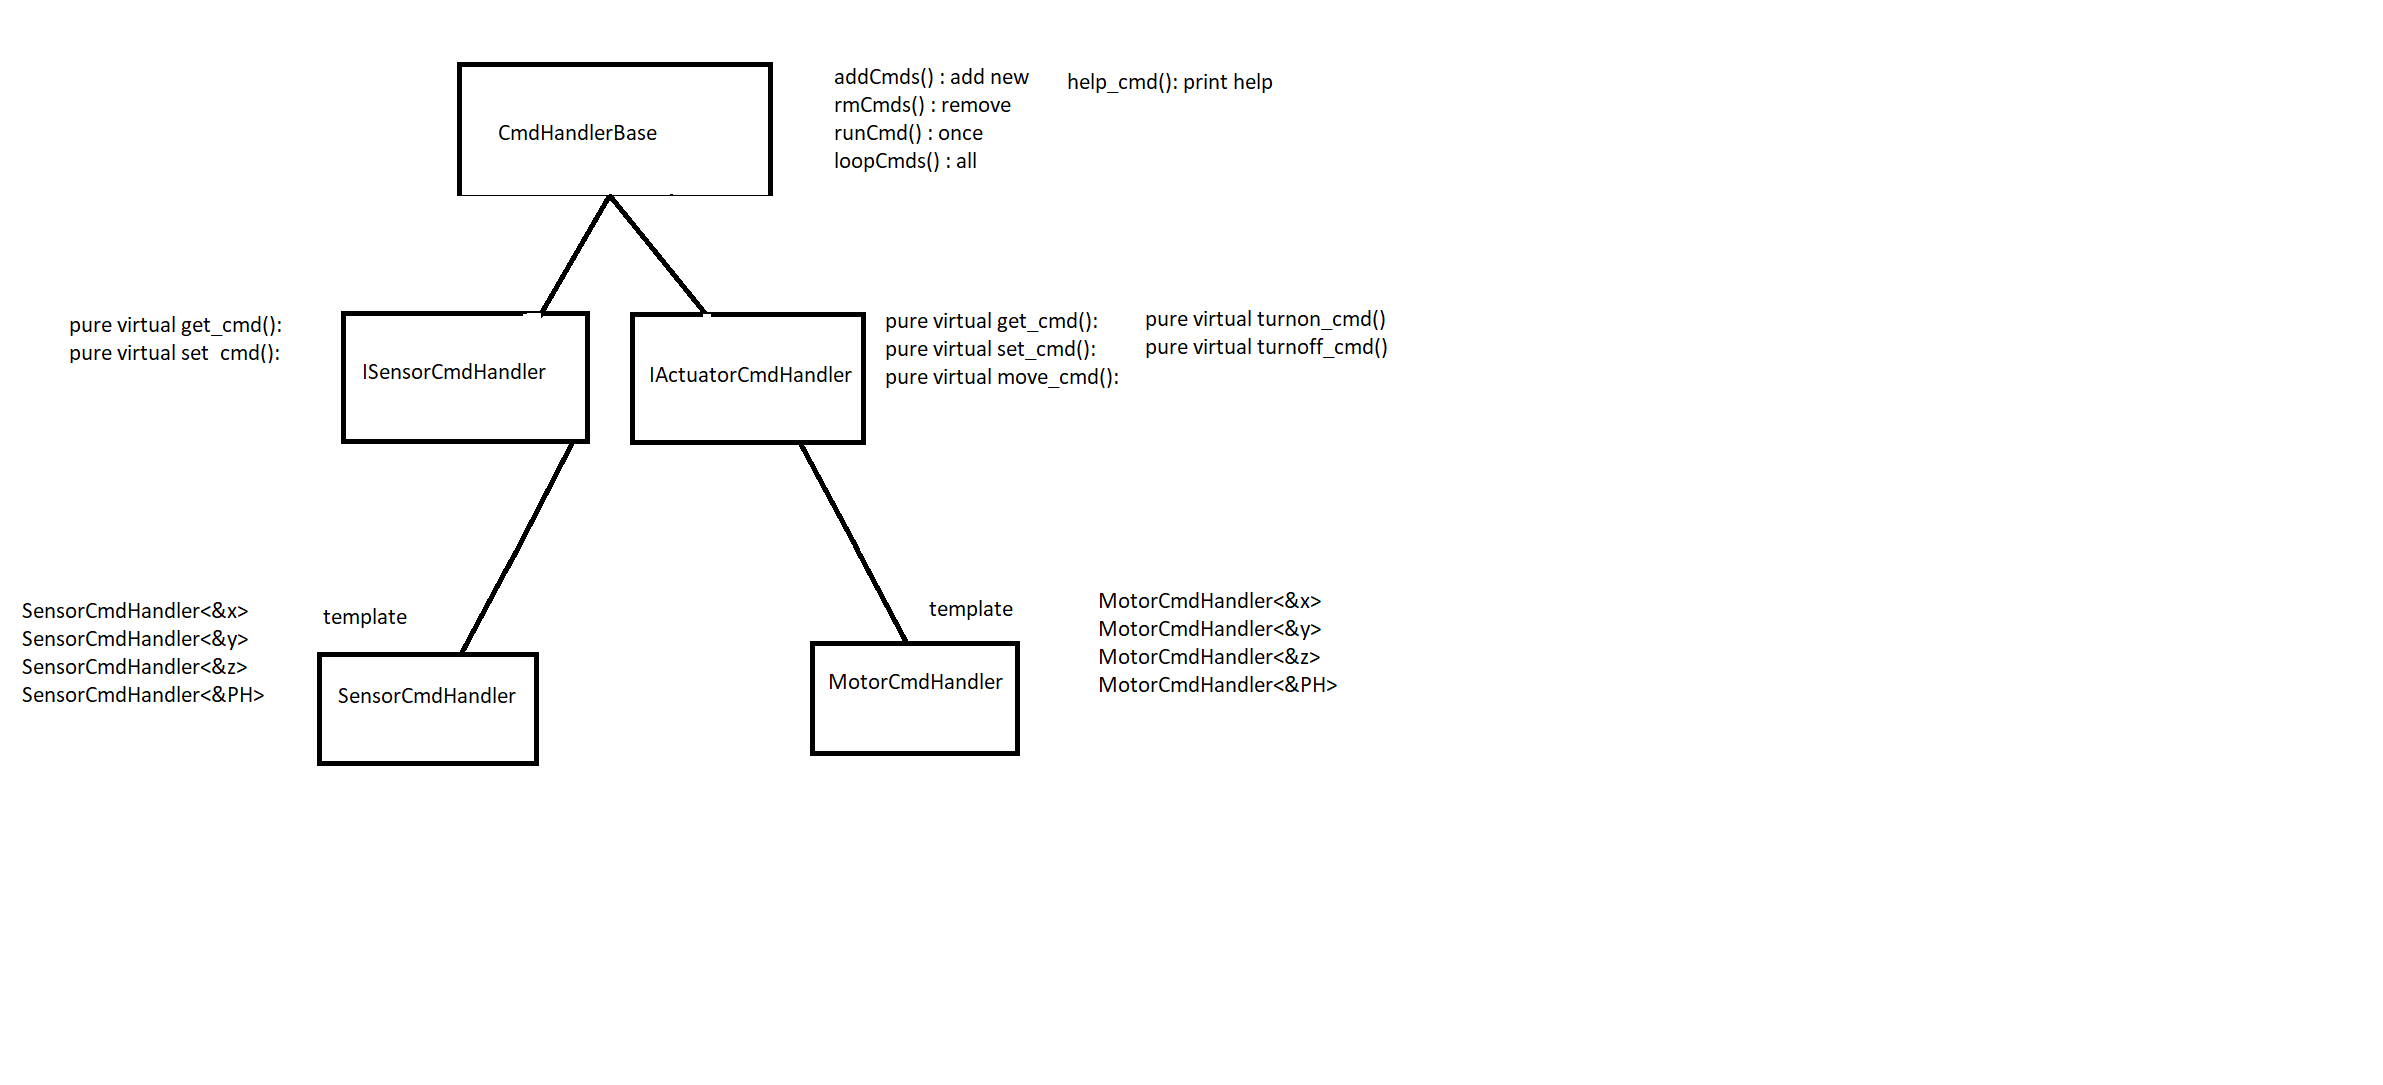 addCmds() : add new
rmCmds() : remove
runCmd() : once
loopCmds() : all
help_cmd(): print help
CmdHandlerBase
pure virtual get_cmd():
pure virtual set_cmd():
ISensorCmdHandler
IActuatorCmdHandler
pure virtual get_cmd():
pure virtual set_cmd():
pure virtual move_cmd():
pure virtual turnon_cmd()
pure virtual turnoff_cmd()
SensorCmdHandler<&x>
SensorCmdHandler<&y>
SensorCmdHandler<&z>
SensorCmdHandler<&PH>
template
SensorCmdHandler
template
MotorCmdHandler
MotorCmdHandler<&x>
MotorCmdHandler<&y>
MotorCmdHandler<&z>
MotorCmdHandler<&PH>